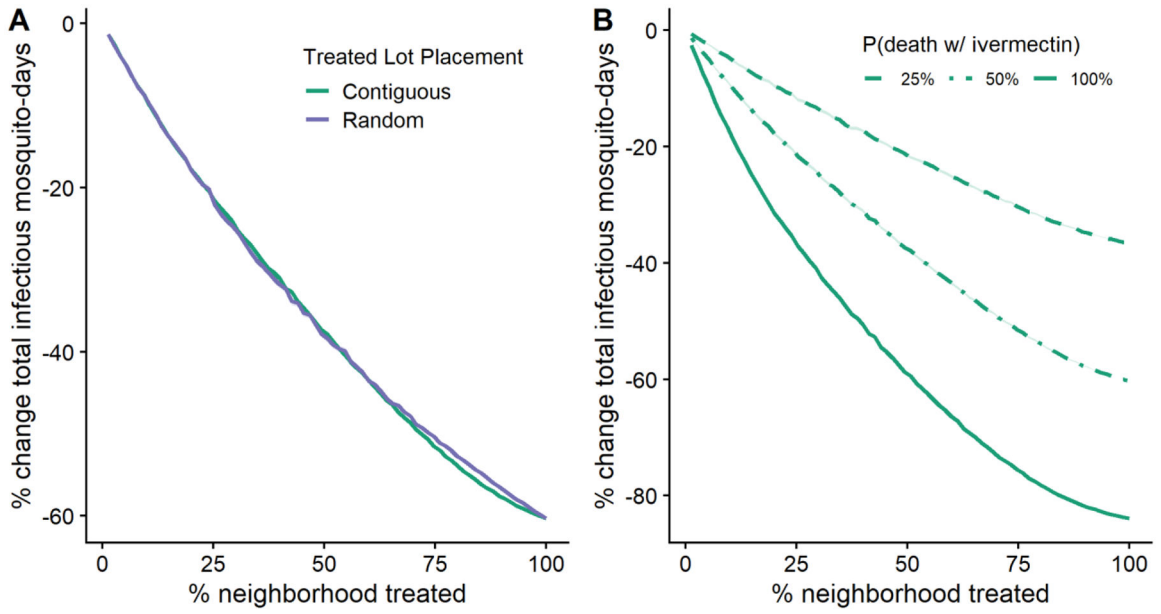 A
% change total infectious mosquito-days
0
-20
-40
-60
Treated Lot Placement
Contiguous
Random
0 25 50 75 100
% neighborhood treated
B
% change total infectious mosquito-days
0
-20
-40
-60
-80
P(death w/ ivermectin)
25% 50% 100%
0 25 50 75 100
% neighborhood treated